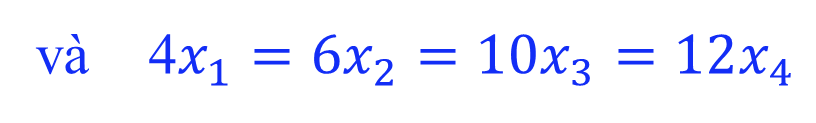 và 4x₁ = 6x₂ = 10x₃ = 12x₄